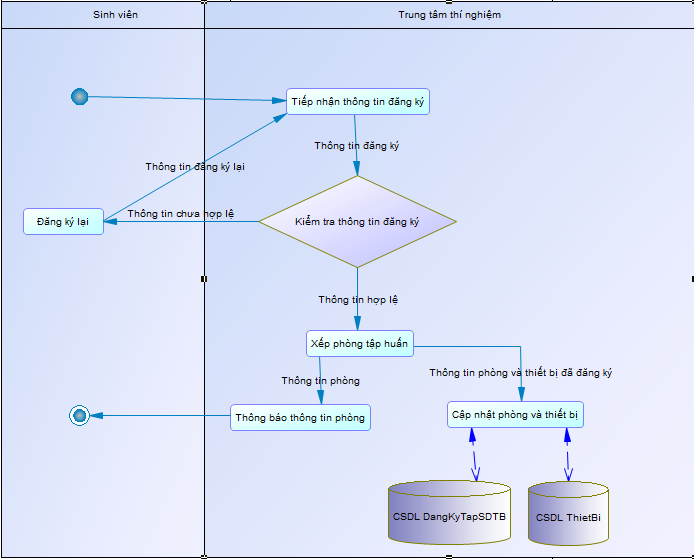 Sinh viên
Trung tâm thí nghiệm
Tiếp nhận thông tin đăng ký
Thông tin đăng ký
Thông tin đăng ký lại
Đăng ký lại
Thông tin chưa hợp lệ
Kiểm tra thông tin đăng ký
Thông tin hợp lệ
Xếp phòng tập huấn
Thông tin phòng
Thông tin phòng và thiết bị đã đăng ký
Thông báo thông tin phòng
Cập nhật phòng và thiết bị
CSDL DangKyTapSDTB
CSDL ThietBi